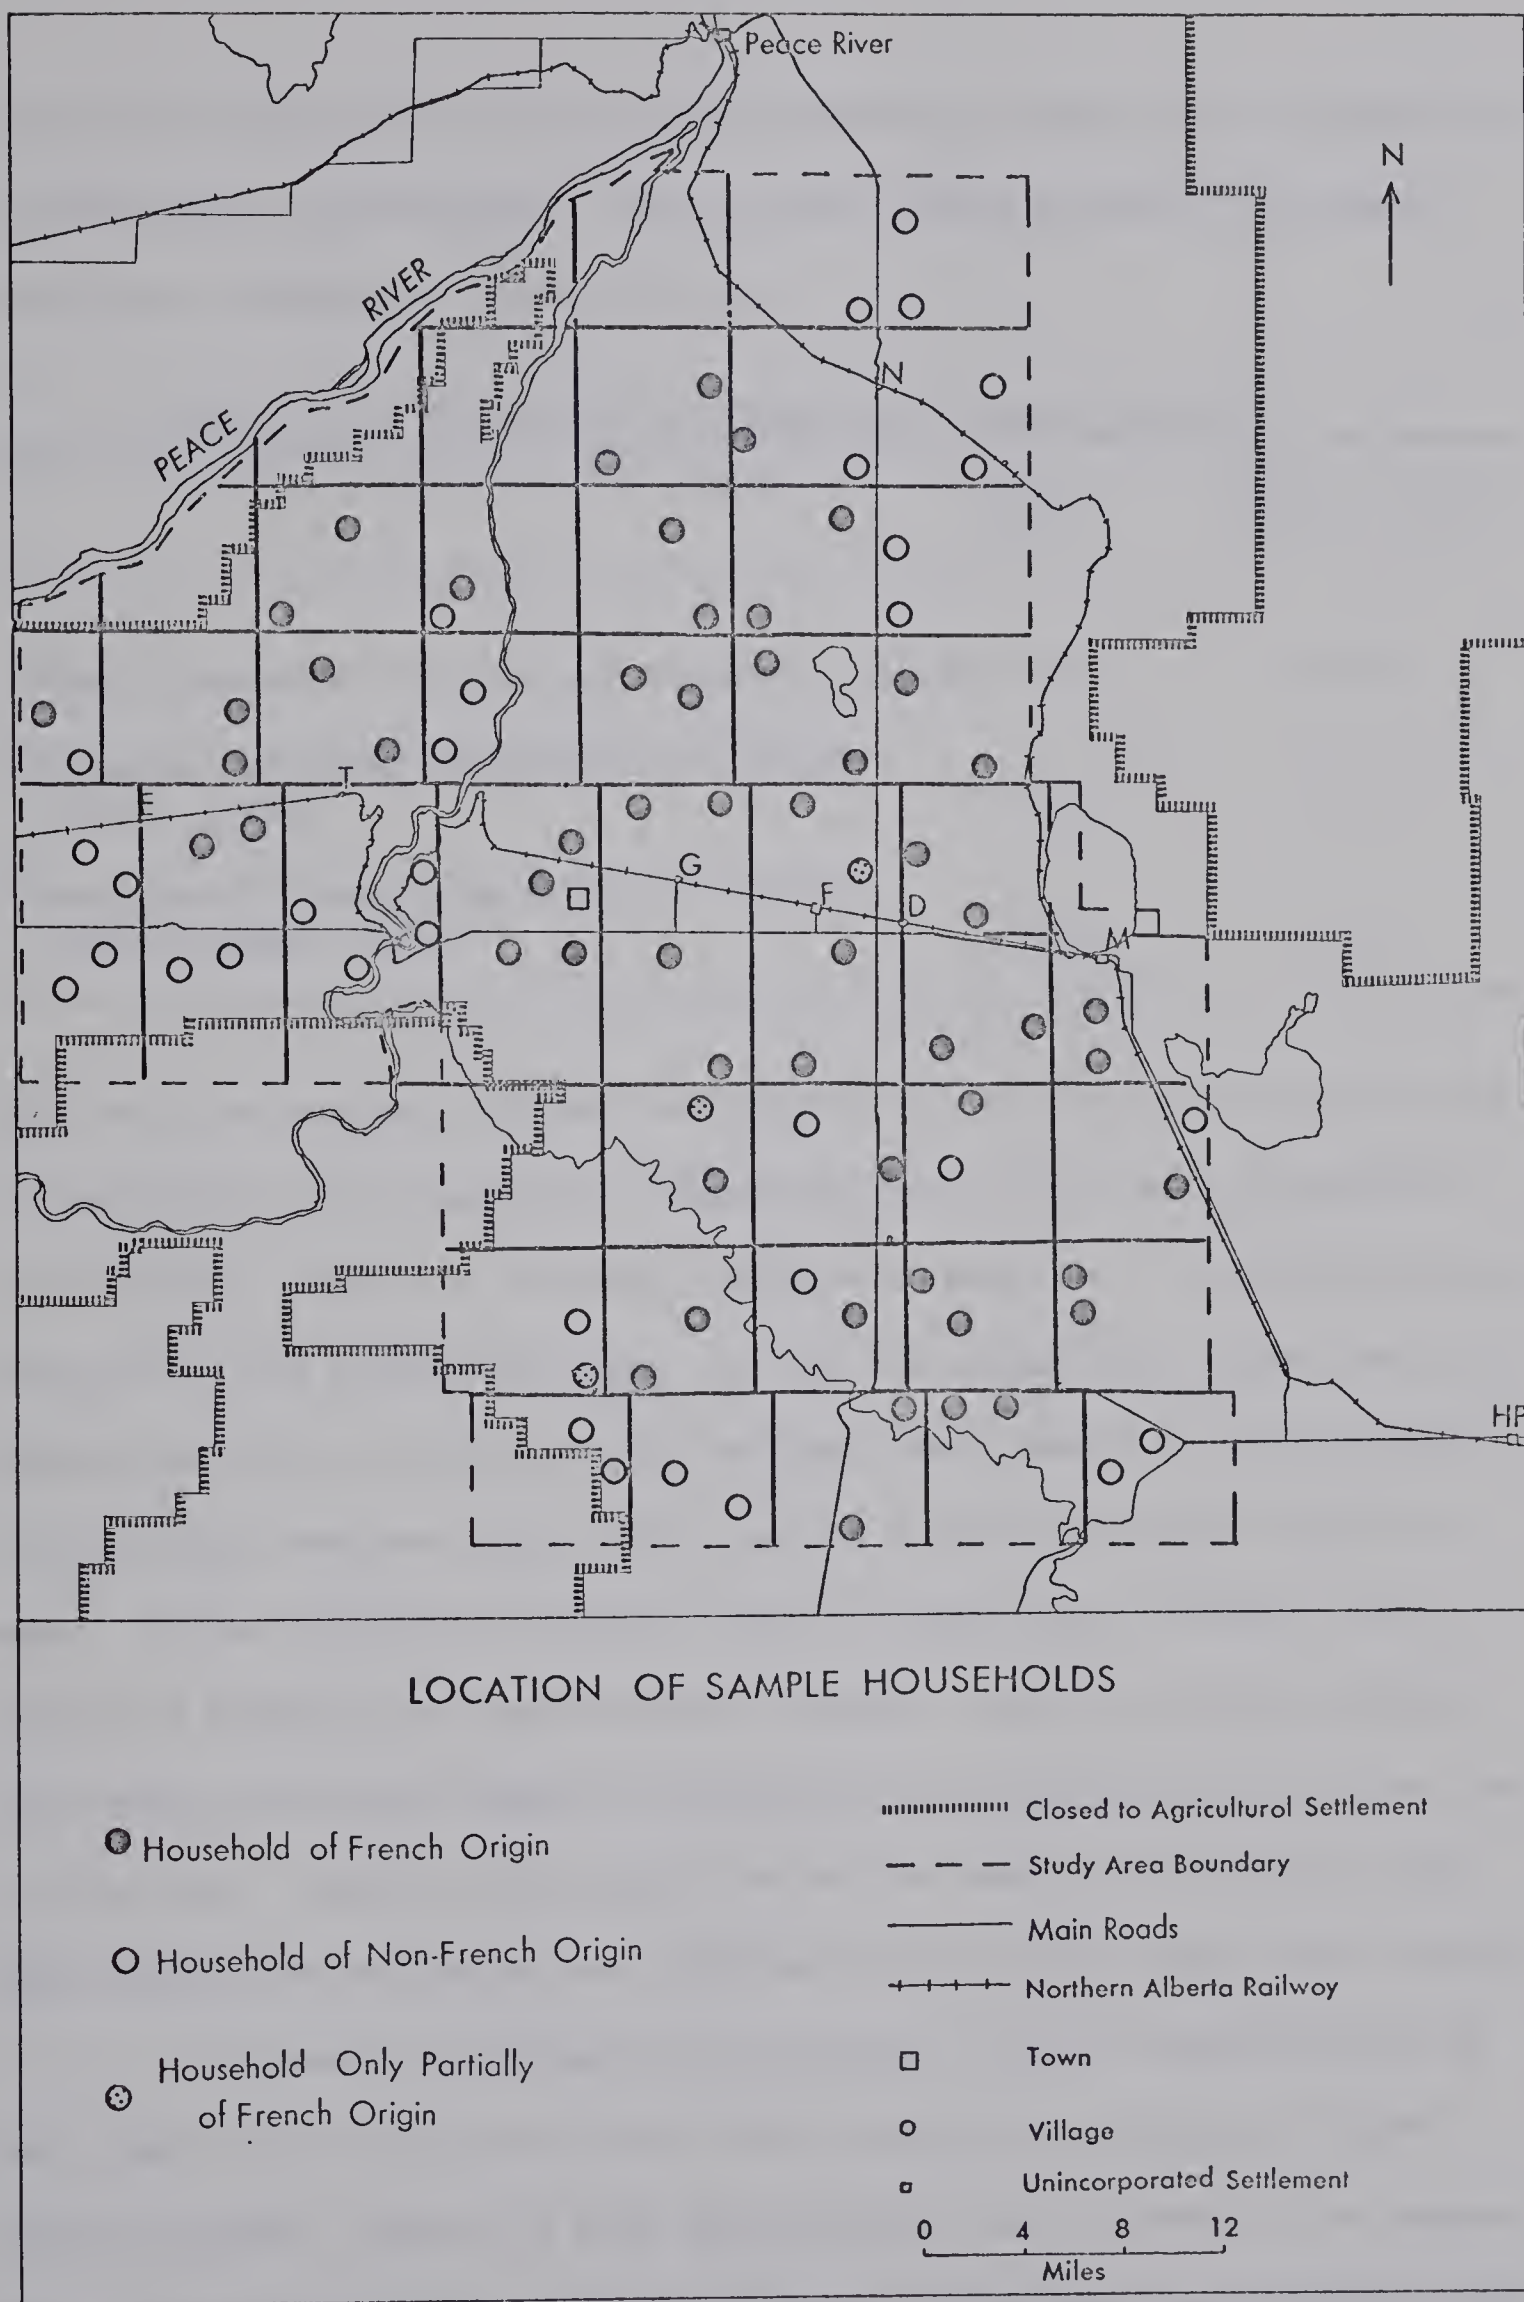 Peace River
N
RIVER
PEACE
N
T
E
G
F
D
M
HP
LOCATION OF SAMPLE HOUSEHOLDS
Household of French Origin
Household of Non-French Origin
Household Only Partially
of French Origin
Closed to Agricultural Settlement
Study Area Boundary
Main Roads
Northern Alberta Railway
Town
Village
Unincorporated Settlement
0 4 8 12
Miles